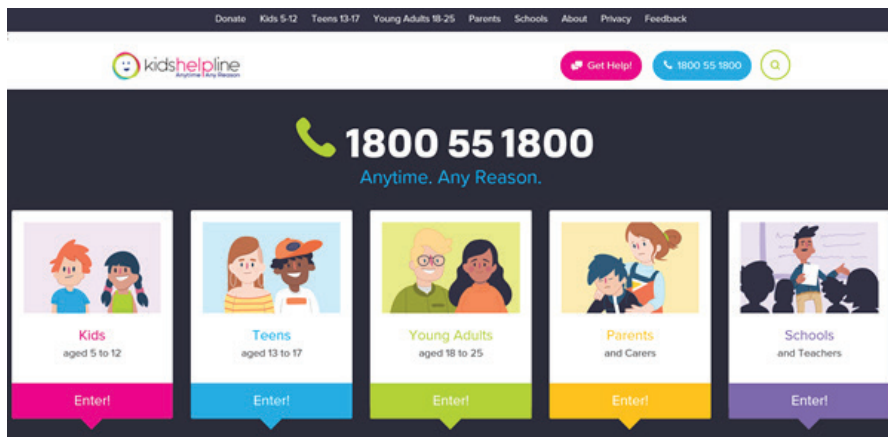 Donate Kids 5-12 Teens 13-17 Young Adults 18-25 Parents Schools About Privacy Feedback
kidshelpline
Anytime Any Reason
Get Help!
1800 55 1800
1800 55 1800
Anytime. Any Reason.
Kids
aged 5 to 12
Enter!
Teens
aged 13 to 17
Enter!
Young Adults
aged 18 to 25
Enter!
Parents
and Carers
Enter!
Schools
and Teachers
Enter!